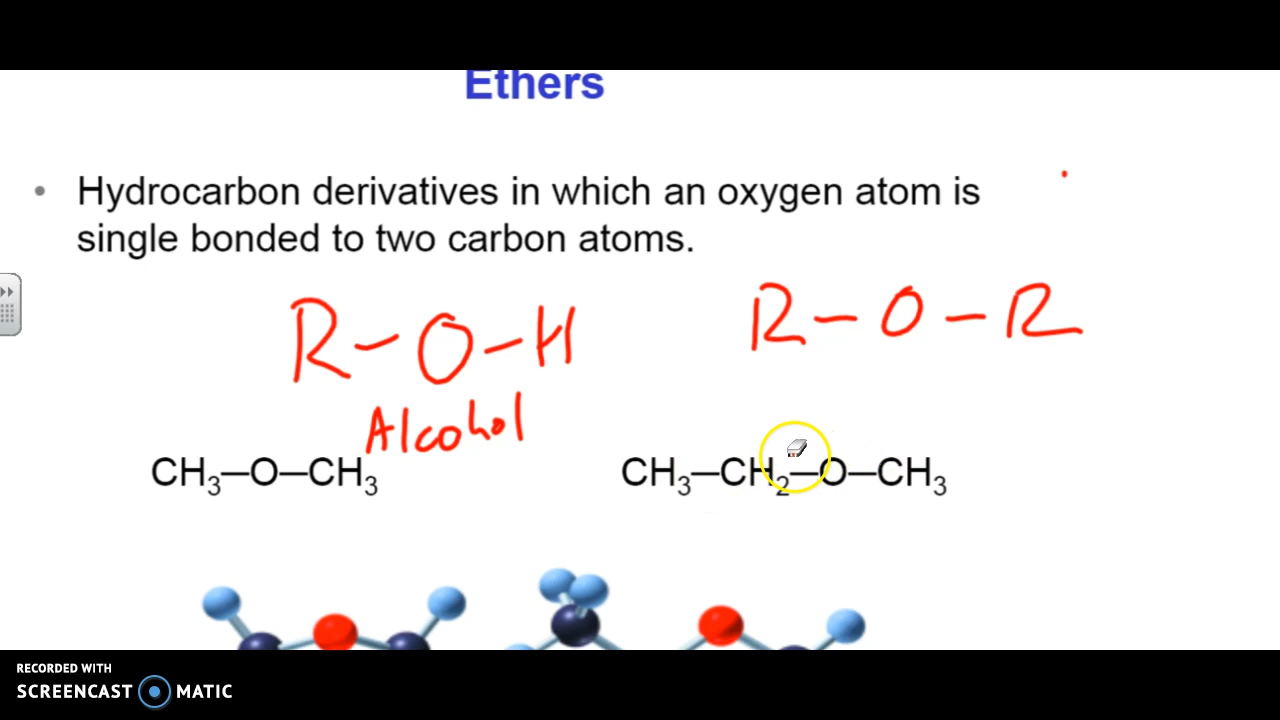 Ethers
• Hydrocarbon derivatives in which an oxygen atom is
single bonded to two carbon atoms.
R-O-H
R-O-R
Alcohol
CH₃—O—CH₃
CH₃—CH₂—O—CH₃
RECORDED WITH
SCREENCAST MATIC